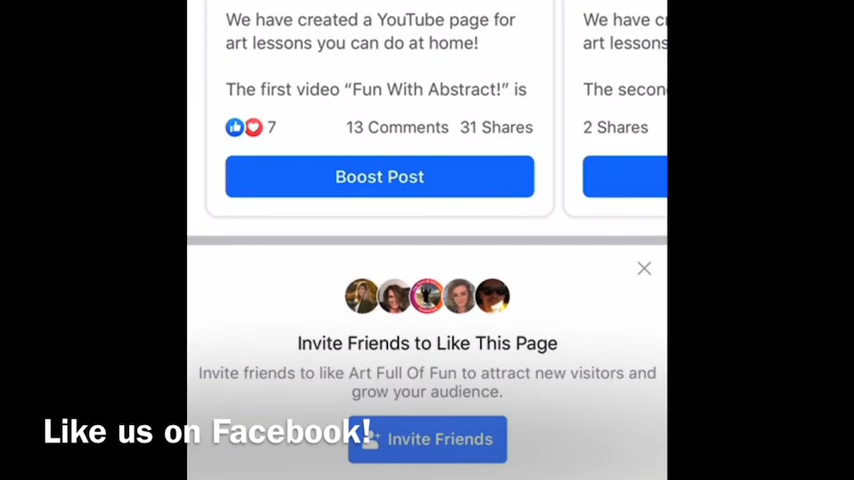 We have created a YouTube page for
art lessons you can do at home!
The first video “Fun With Abstract!” is
7 13 Comments 31 Shares
Boost Post
We have c
art lessons
The secon
2 Shares
Invite Friends to Like This Page
Invite friends to like Art Full Of Fun to attract new visitors and
grow your audience.
Invite Friends
Like us on Facebook!